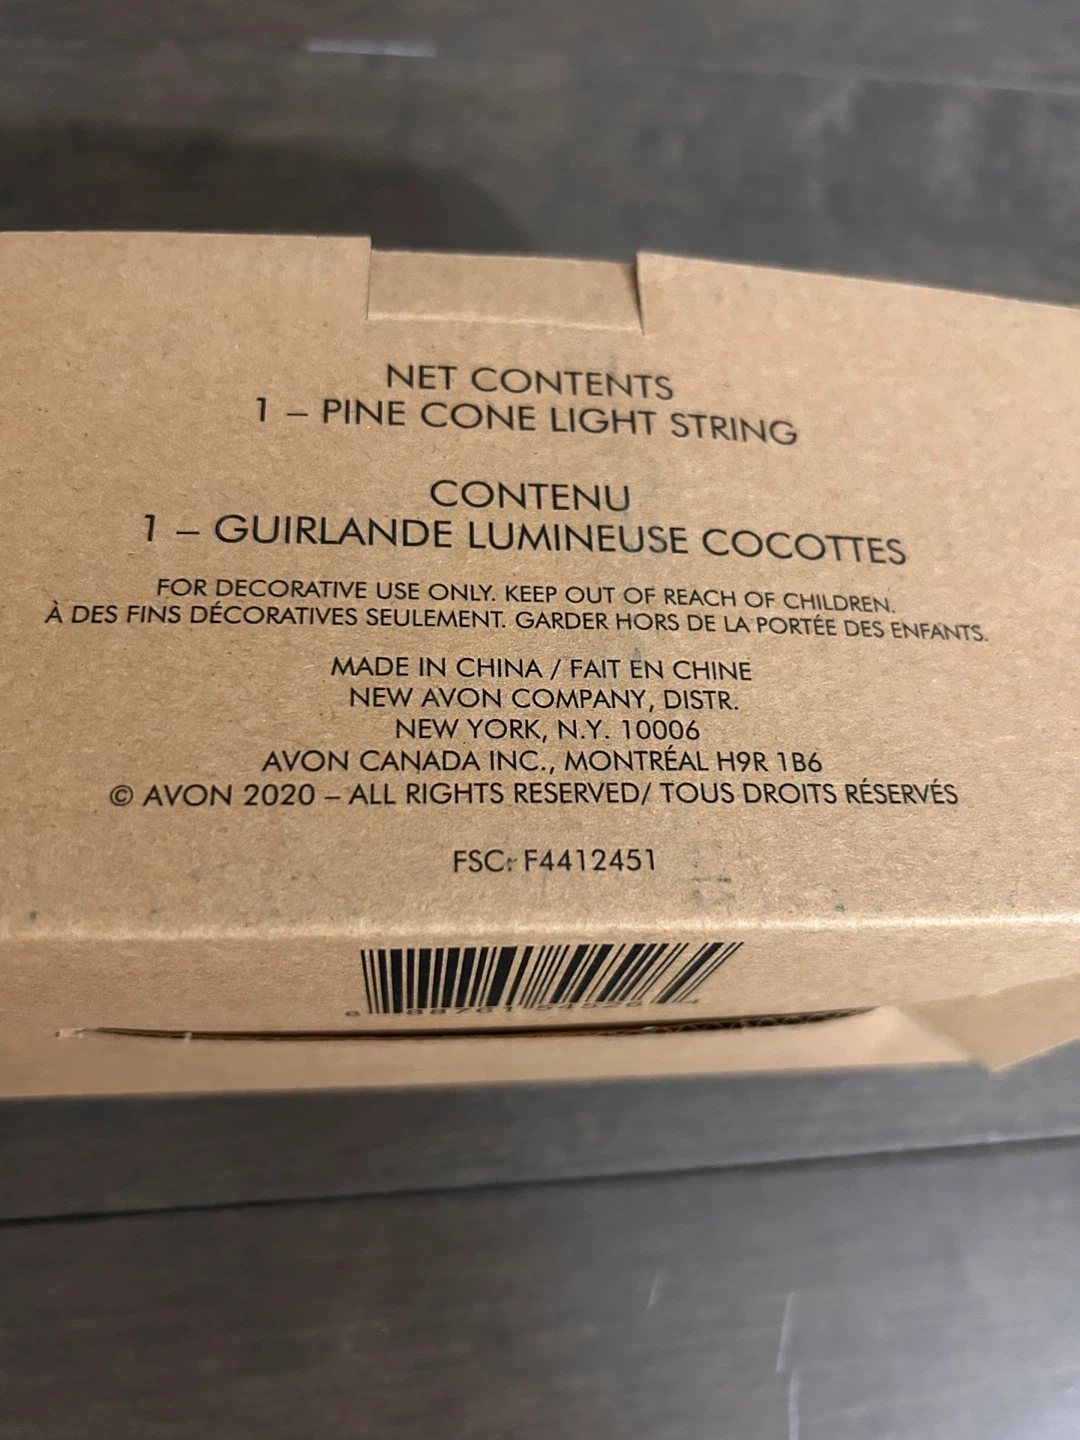 NET CONTENTS
1 – PINE CONE LIGHT STRING
CONTENU
1 – GUIRLANDE LUMINEUSE COCOTTES
FOR DECORATIVE USE ONLY. KEEP OUT OF REACH OF CHILDREN.
À DES FINS DÉCORATIVES SEULEMENT. GARDER HORS DE LA PORTÉE DES ENFANTS.
MADE IN CHINA / FAIT EN CHINE
NEW AVON COMPANY, DISTR.
NEW YORK, N.Y. 10006
AVON CANADA INC., MONTRÉAL H9R 1B6
© AVON 2020 – ALL RIGHTS RESERVED/ TOUS DROITS RÉSERVÉS
FSC: F4412451